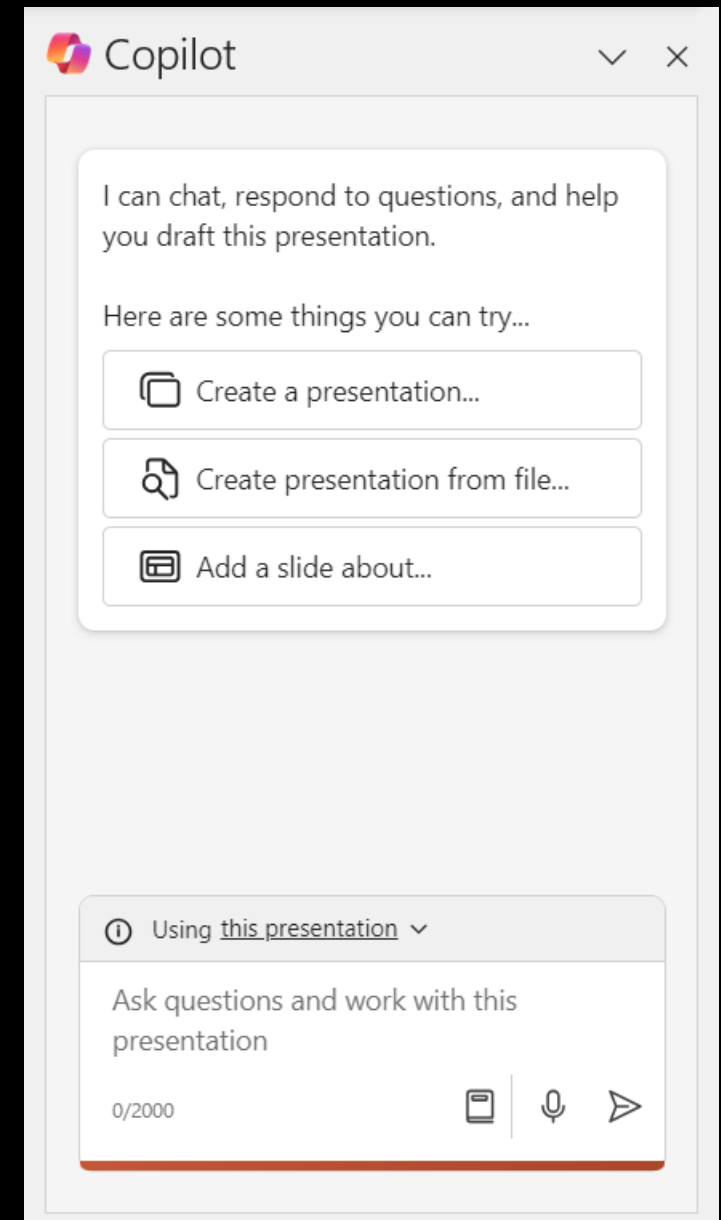 Copilot
I can chat, respond to questions, and help
you draft this presentation.
Here are some things you can try...
Create a presentation...
Create presentation from file...
Add a slide about...
Using this presentation
Ask questions and work with this
presentation
0/2000